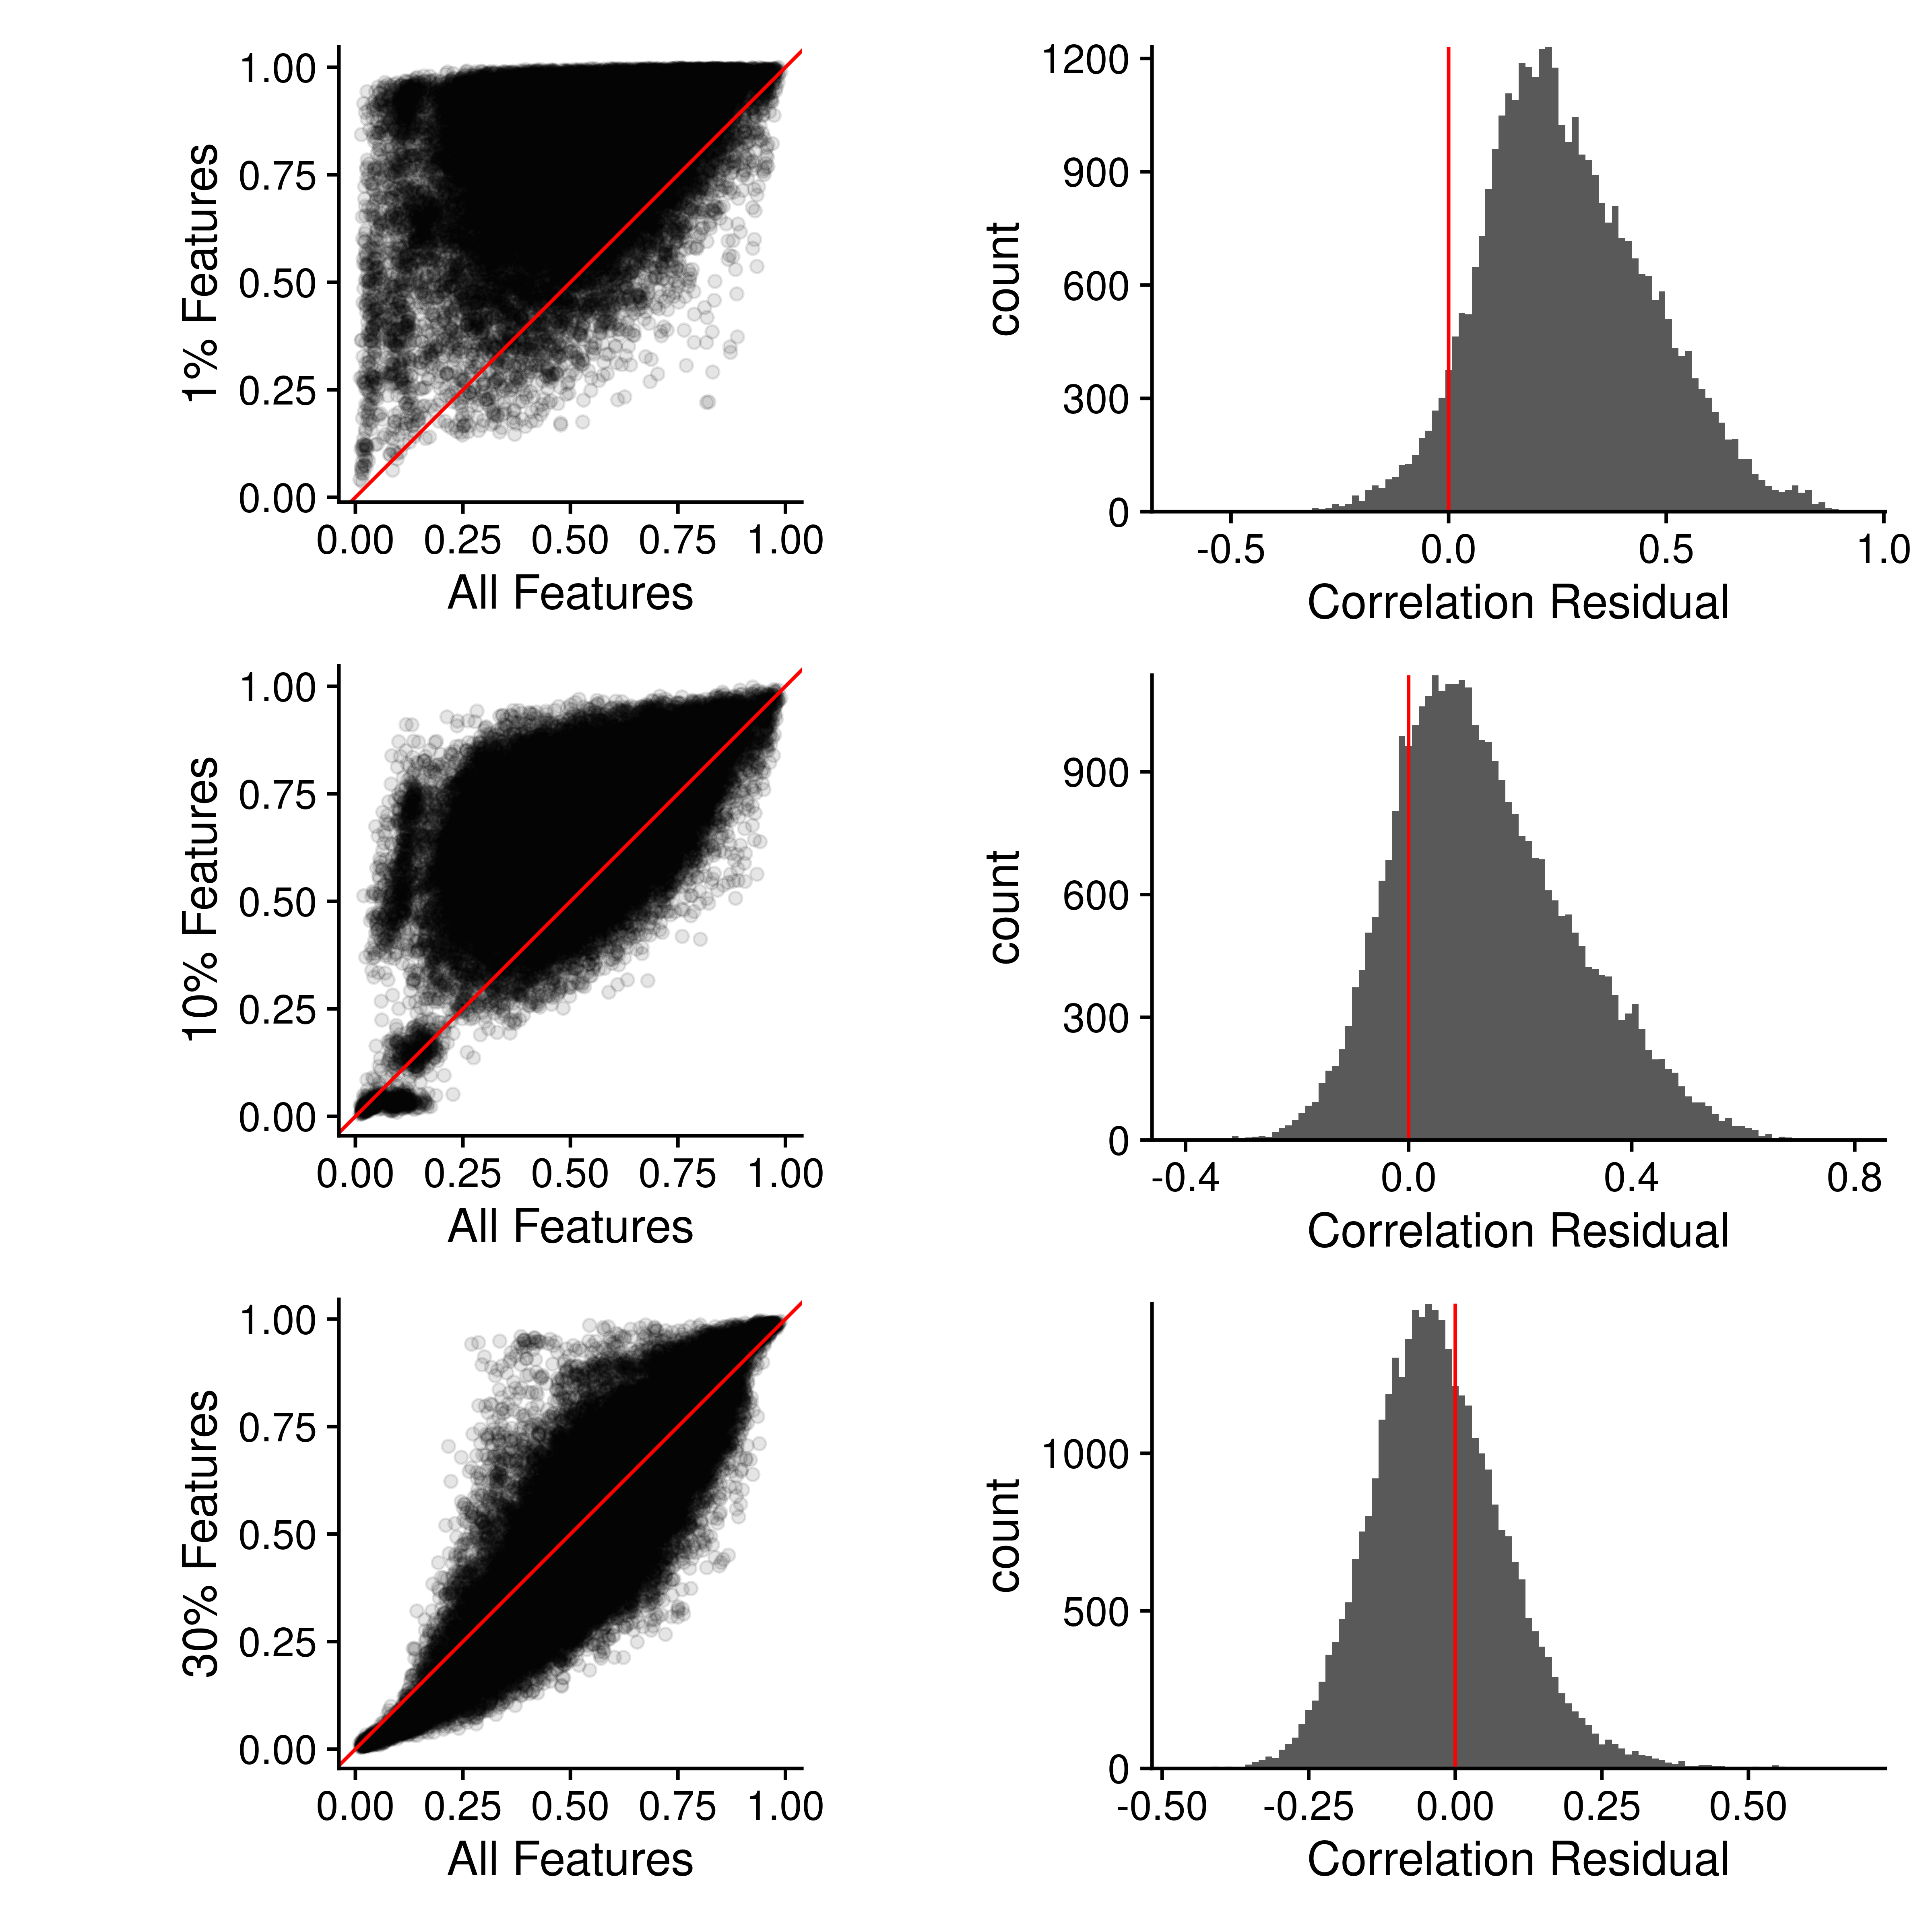 1% Features
1.00
0.75
0.50
0.25
0.00
0.00 0.25 0.50 0.75 1.00
All Features
count
1200
900
600
300
0
-0.5 0.0 0.5 1.0
Correlation Residual
10% Features
1.00
0.75
0.50
0.25
0.00
0.00 0.25 0.50 0.75 1.00
All Features
count
900
600
300
0
-0.4 0.0 0.4 0.8
Correlation Residual
30% Features
1.00
0.75
0.50
0.25
0.00
0.00 0.25 0.50 0.75 1.00
All Features
count
1000
500
0
-0.50 -0.25 0.00 0.25 0.50
Correlation Residual